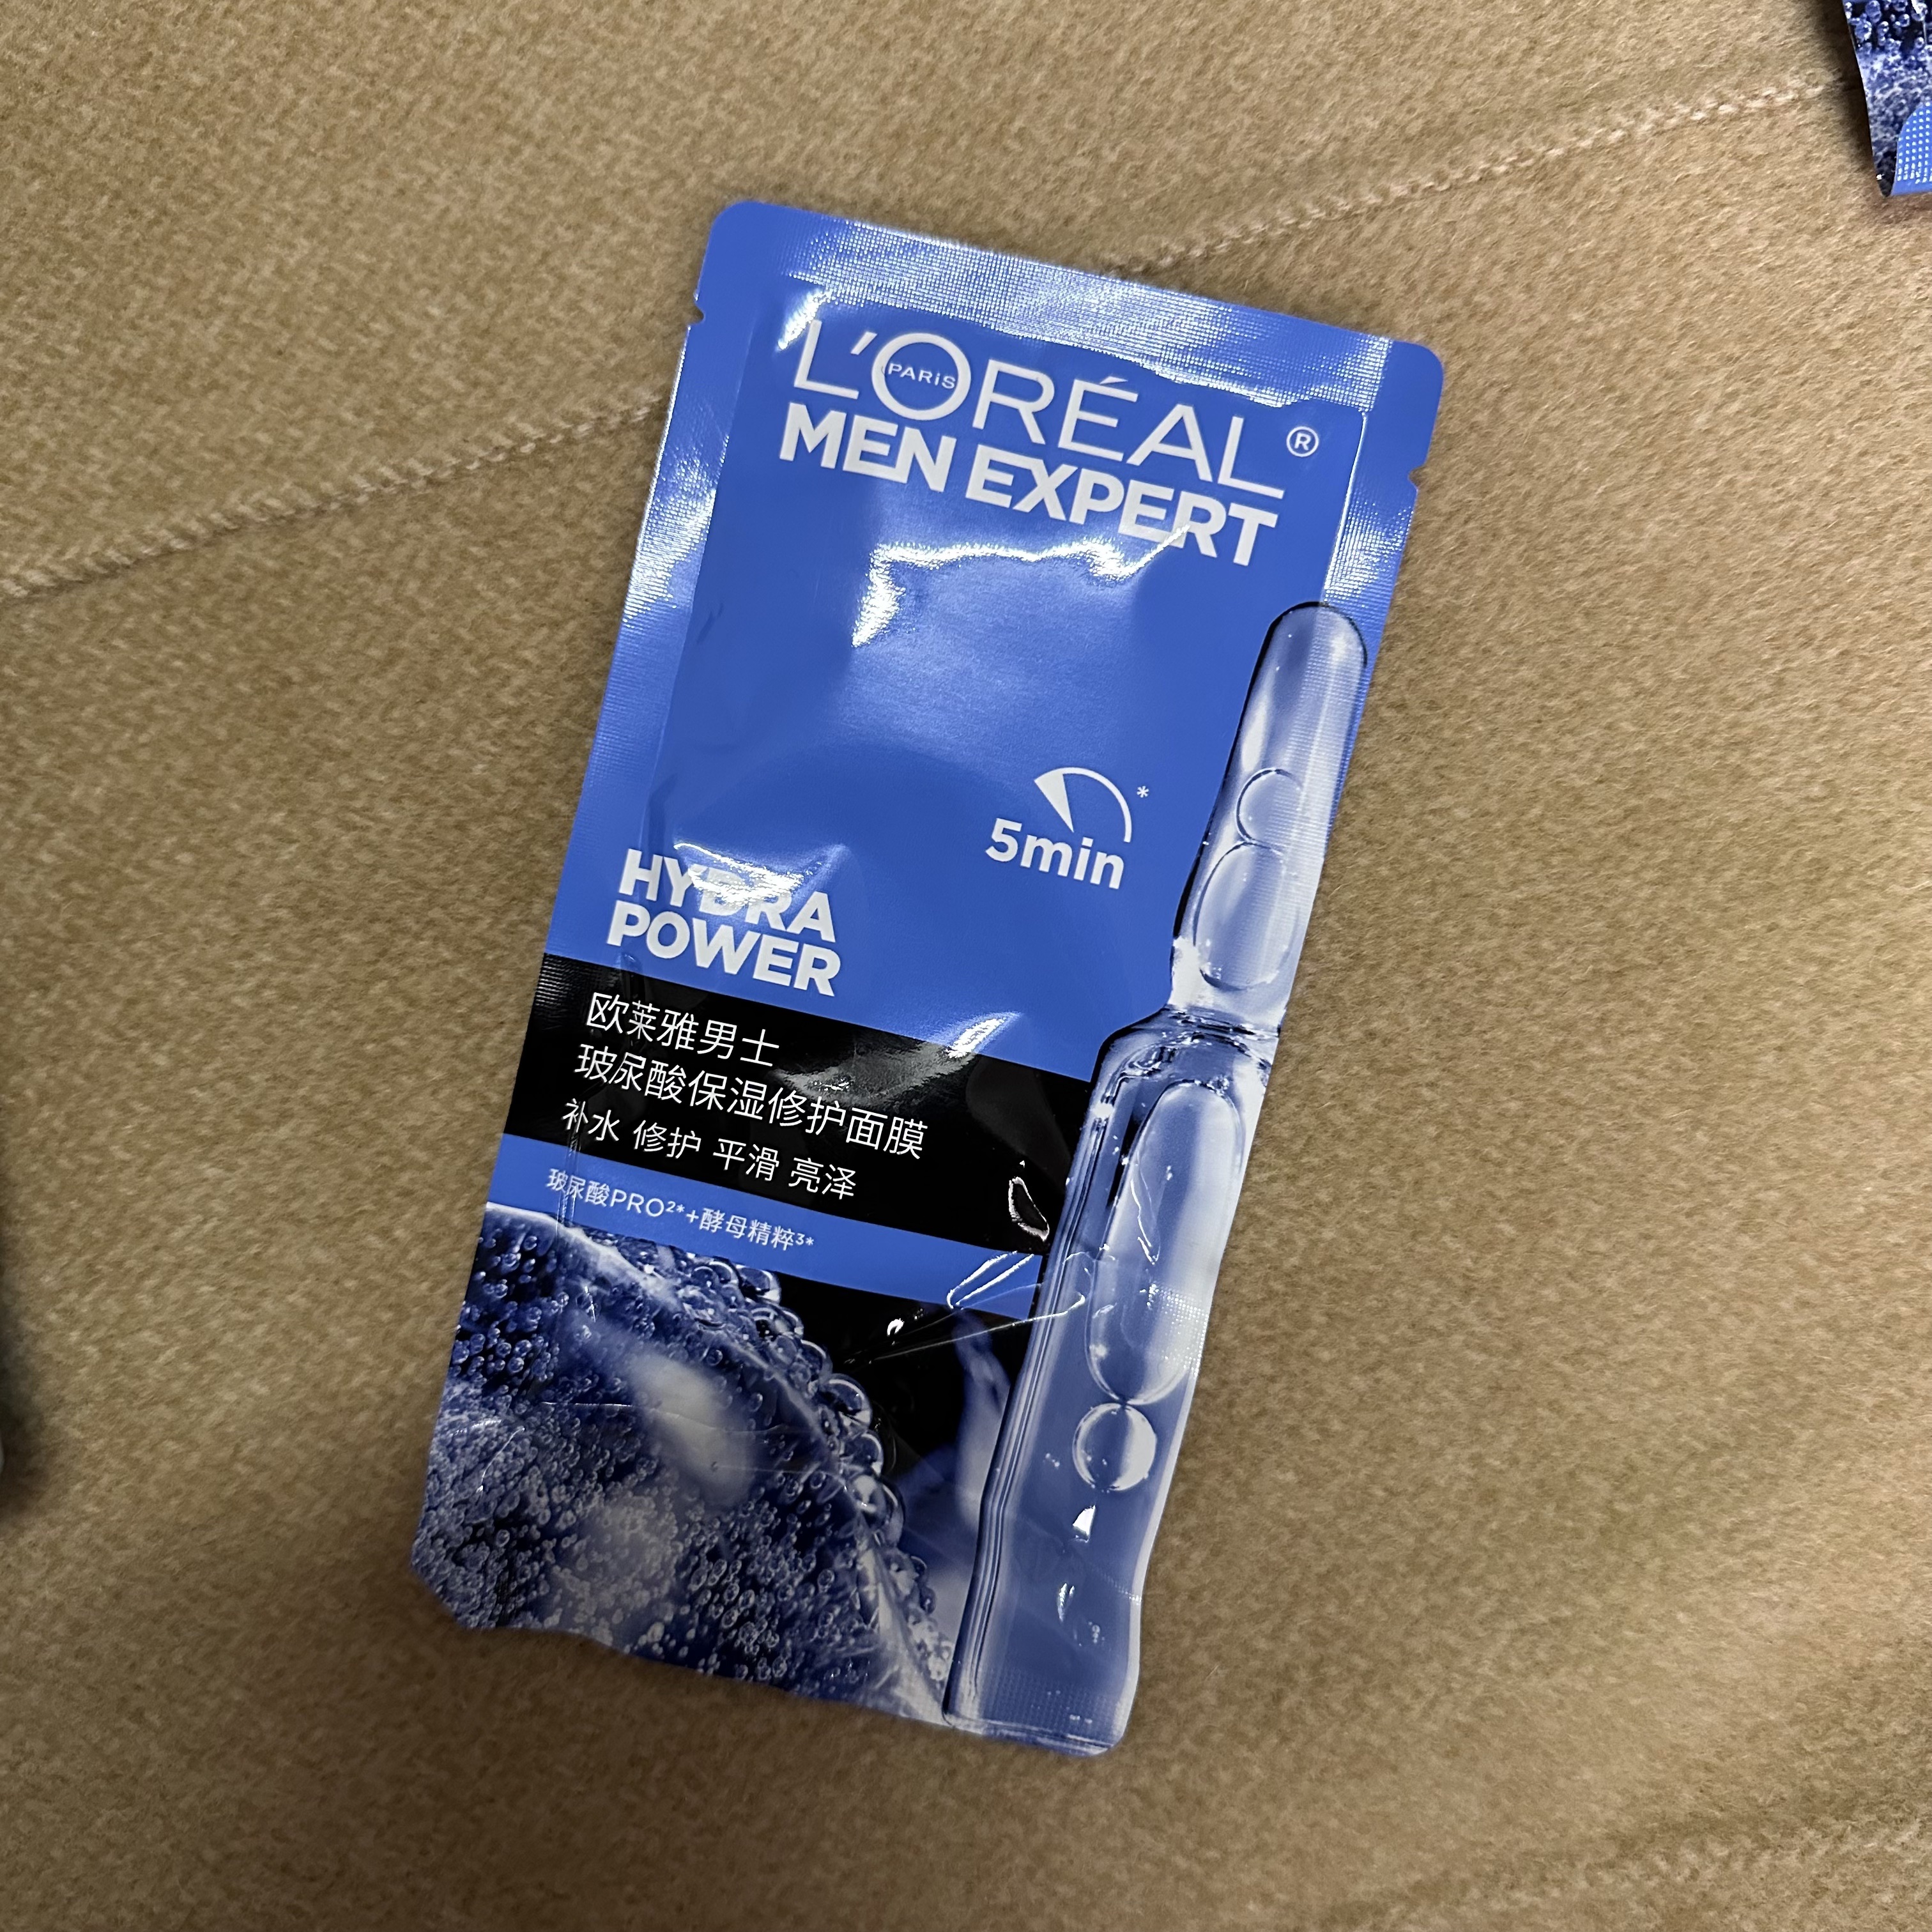 L'ORÉAL®
PARIS
MEN EXPERT
5min*
HYDRA
POWER
欧莱雅男士
玻尿酸保湿修护面膜
补水 修护 平滑 亮泽
玻尿酸PRO²*+酵母精粹³*